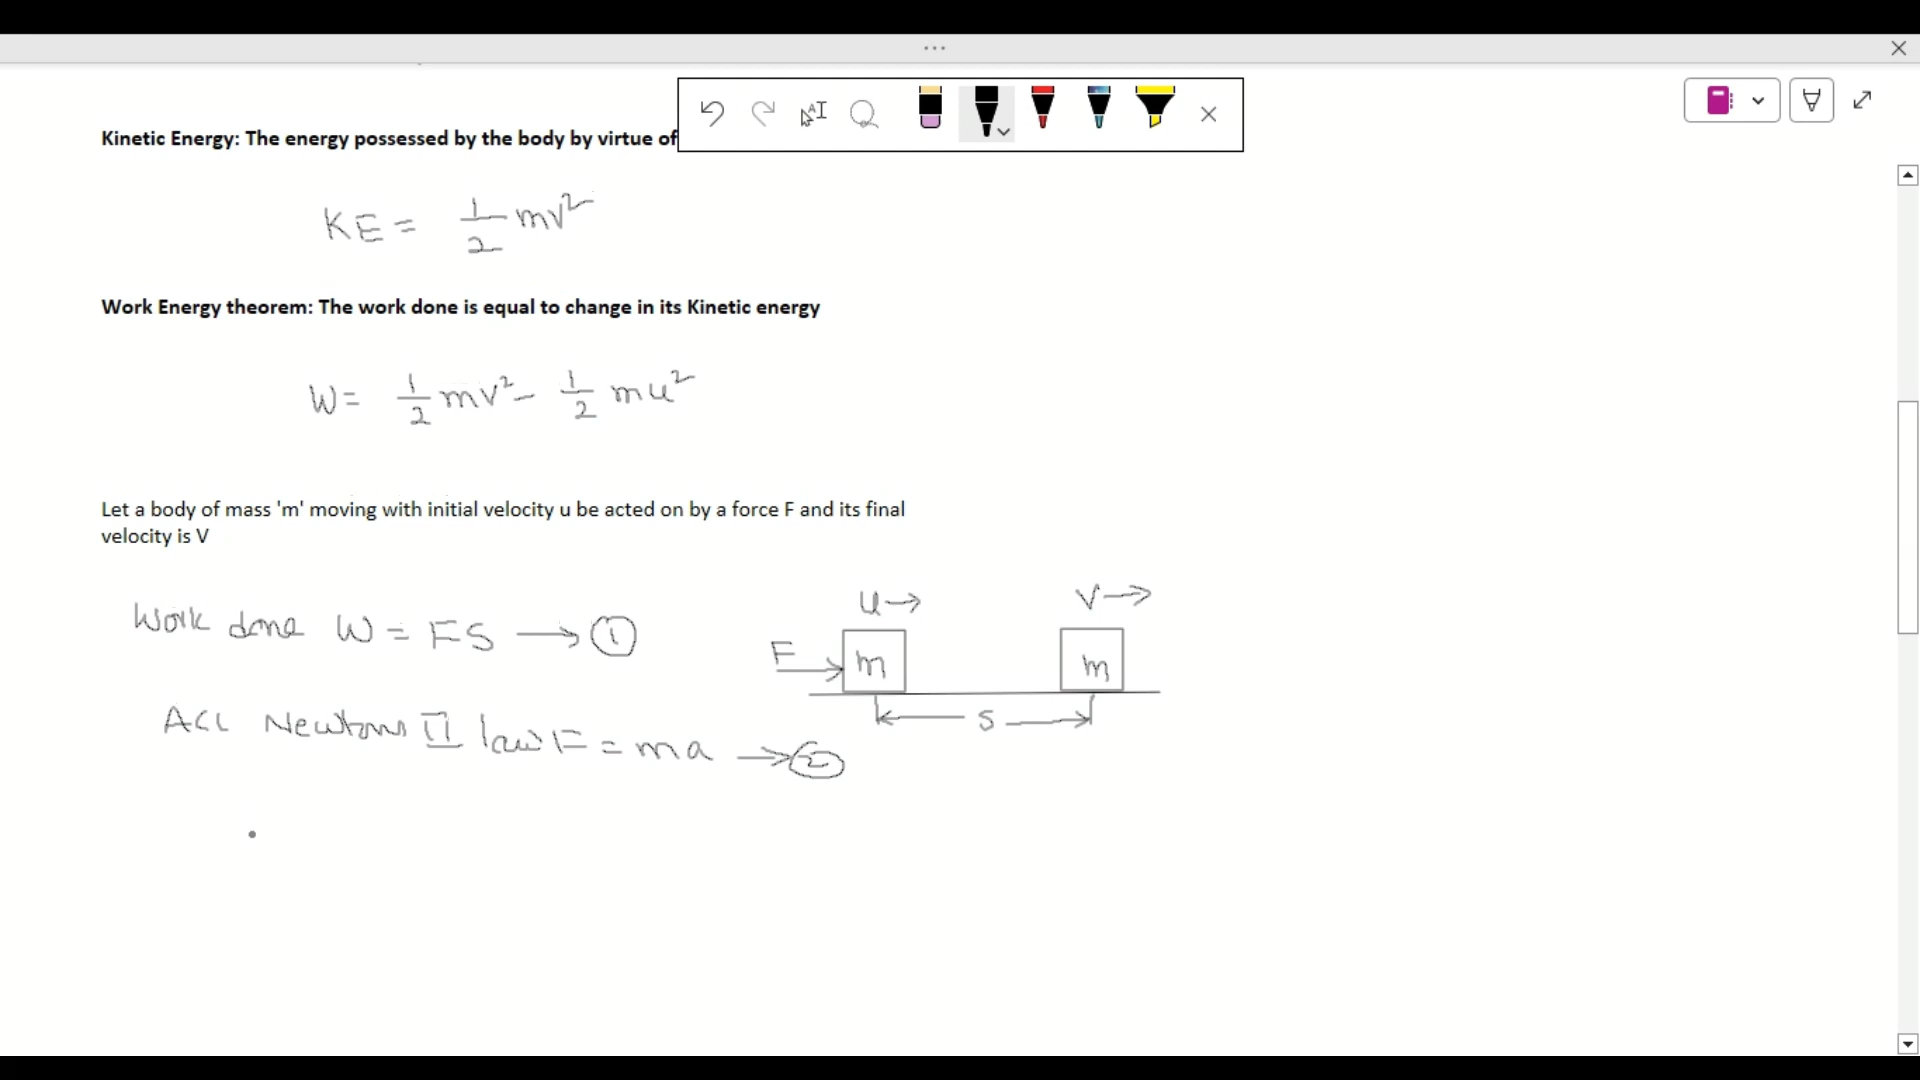 Kinetic Energy: The energy possessed by the body by virtue of
KE = 1/2 mv²
Work Energy theorem: The work done is equal to change in its Kinetic energy
W = 1/2 mv² - 1/2 mu²
Let a body of mass 'm' moving with initial velocity u be acted on by a force F and its final
velocity is V
u → V →
Work done W = FS → ①
F m m
S
ACC Newtons II law F = ma → ②